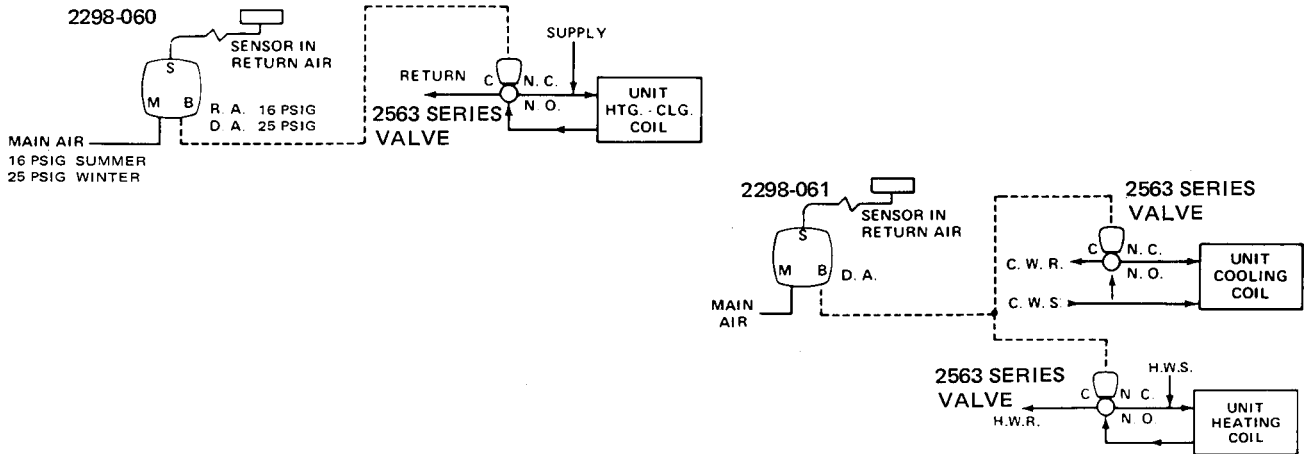 2298-060
SENSOR IN
RETURN AIR
S
M B
R. A. 16 PSIG
D. A. 25 PSIG
MAIN AIR
16 PSIG SUMMER
25 PSIG WINTER
SUPPLY
RETURN
C N. C.
N. O.
2563 SERIES
VALVE
UNIT
HTG. - CLG.
COIL
2298-061
SENSOR IN
RETURN AIR
S
M B
D. A.
MAIN
AIR
2563 SERIES
VALVE
C N. C.
N. O.
C. W. R.
C. W. S.
UNIT
COOLING
COIL
2563 SERIES
VALVE
H.W.S.
C N C.
N. O.
H.W.R.
UNIT
HEATING
COIL